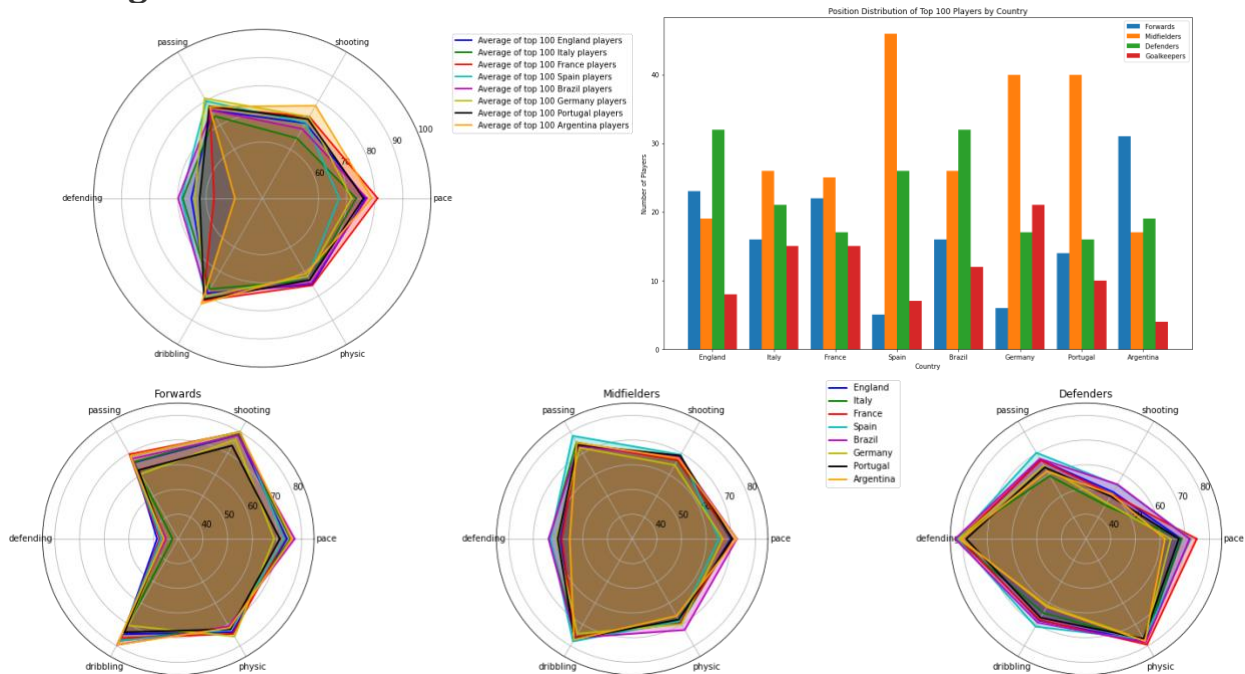 passing
shooting
100
90
80
70
60
defending
pace
dribbling
physic
Average of top 100 England players
Average of top 100 Italy players
Average of top 100 France players
Average of top 100 Spain players
Average of top 100 Brazil players
Average of top 100 Germany players
Average of top 100 Portugal players
Average of top 100 Argentina players
Position Distribution of Top 100 Players by Country
Forwards
Midfielders
Defenders
Goalkeepers
Number of Players
40
30
20
10
0
England Italy France Spain Brazil Germany Portugal Argentina
Country
Forwards
passing
shooting
80
70
60
50
40
defending
pace
dribbling
physic
Midfielders
passing
shooting
80
70
60
50
40
defending
pace
dribbling
physic
England
Italy
France
Spain
Brazil
Germany
Portugal
Argentina
Defenders
passing
shooting
80
70
60
50
40
defending
pace
dribbling
physic